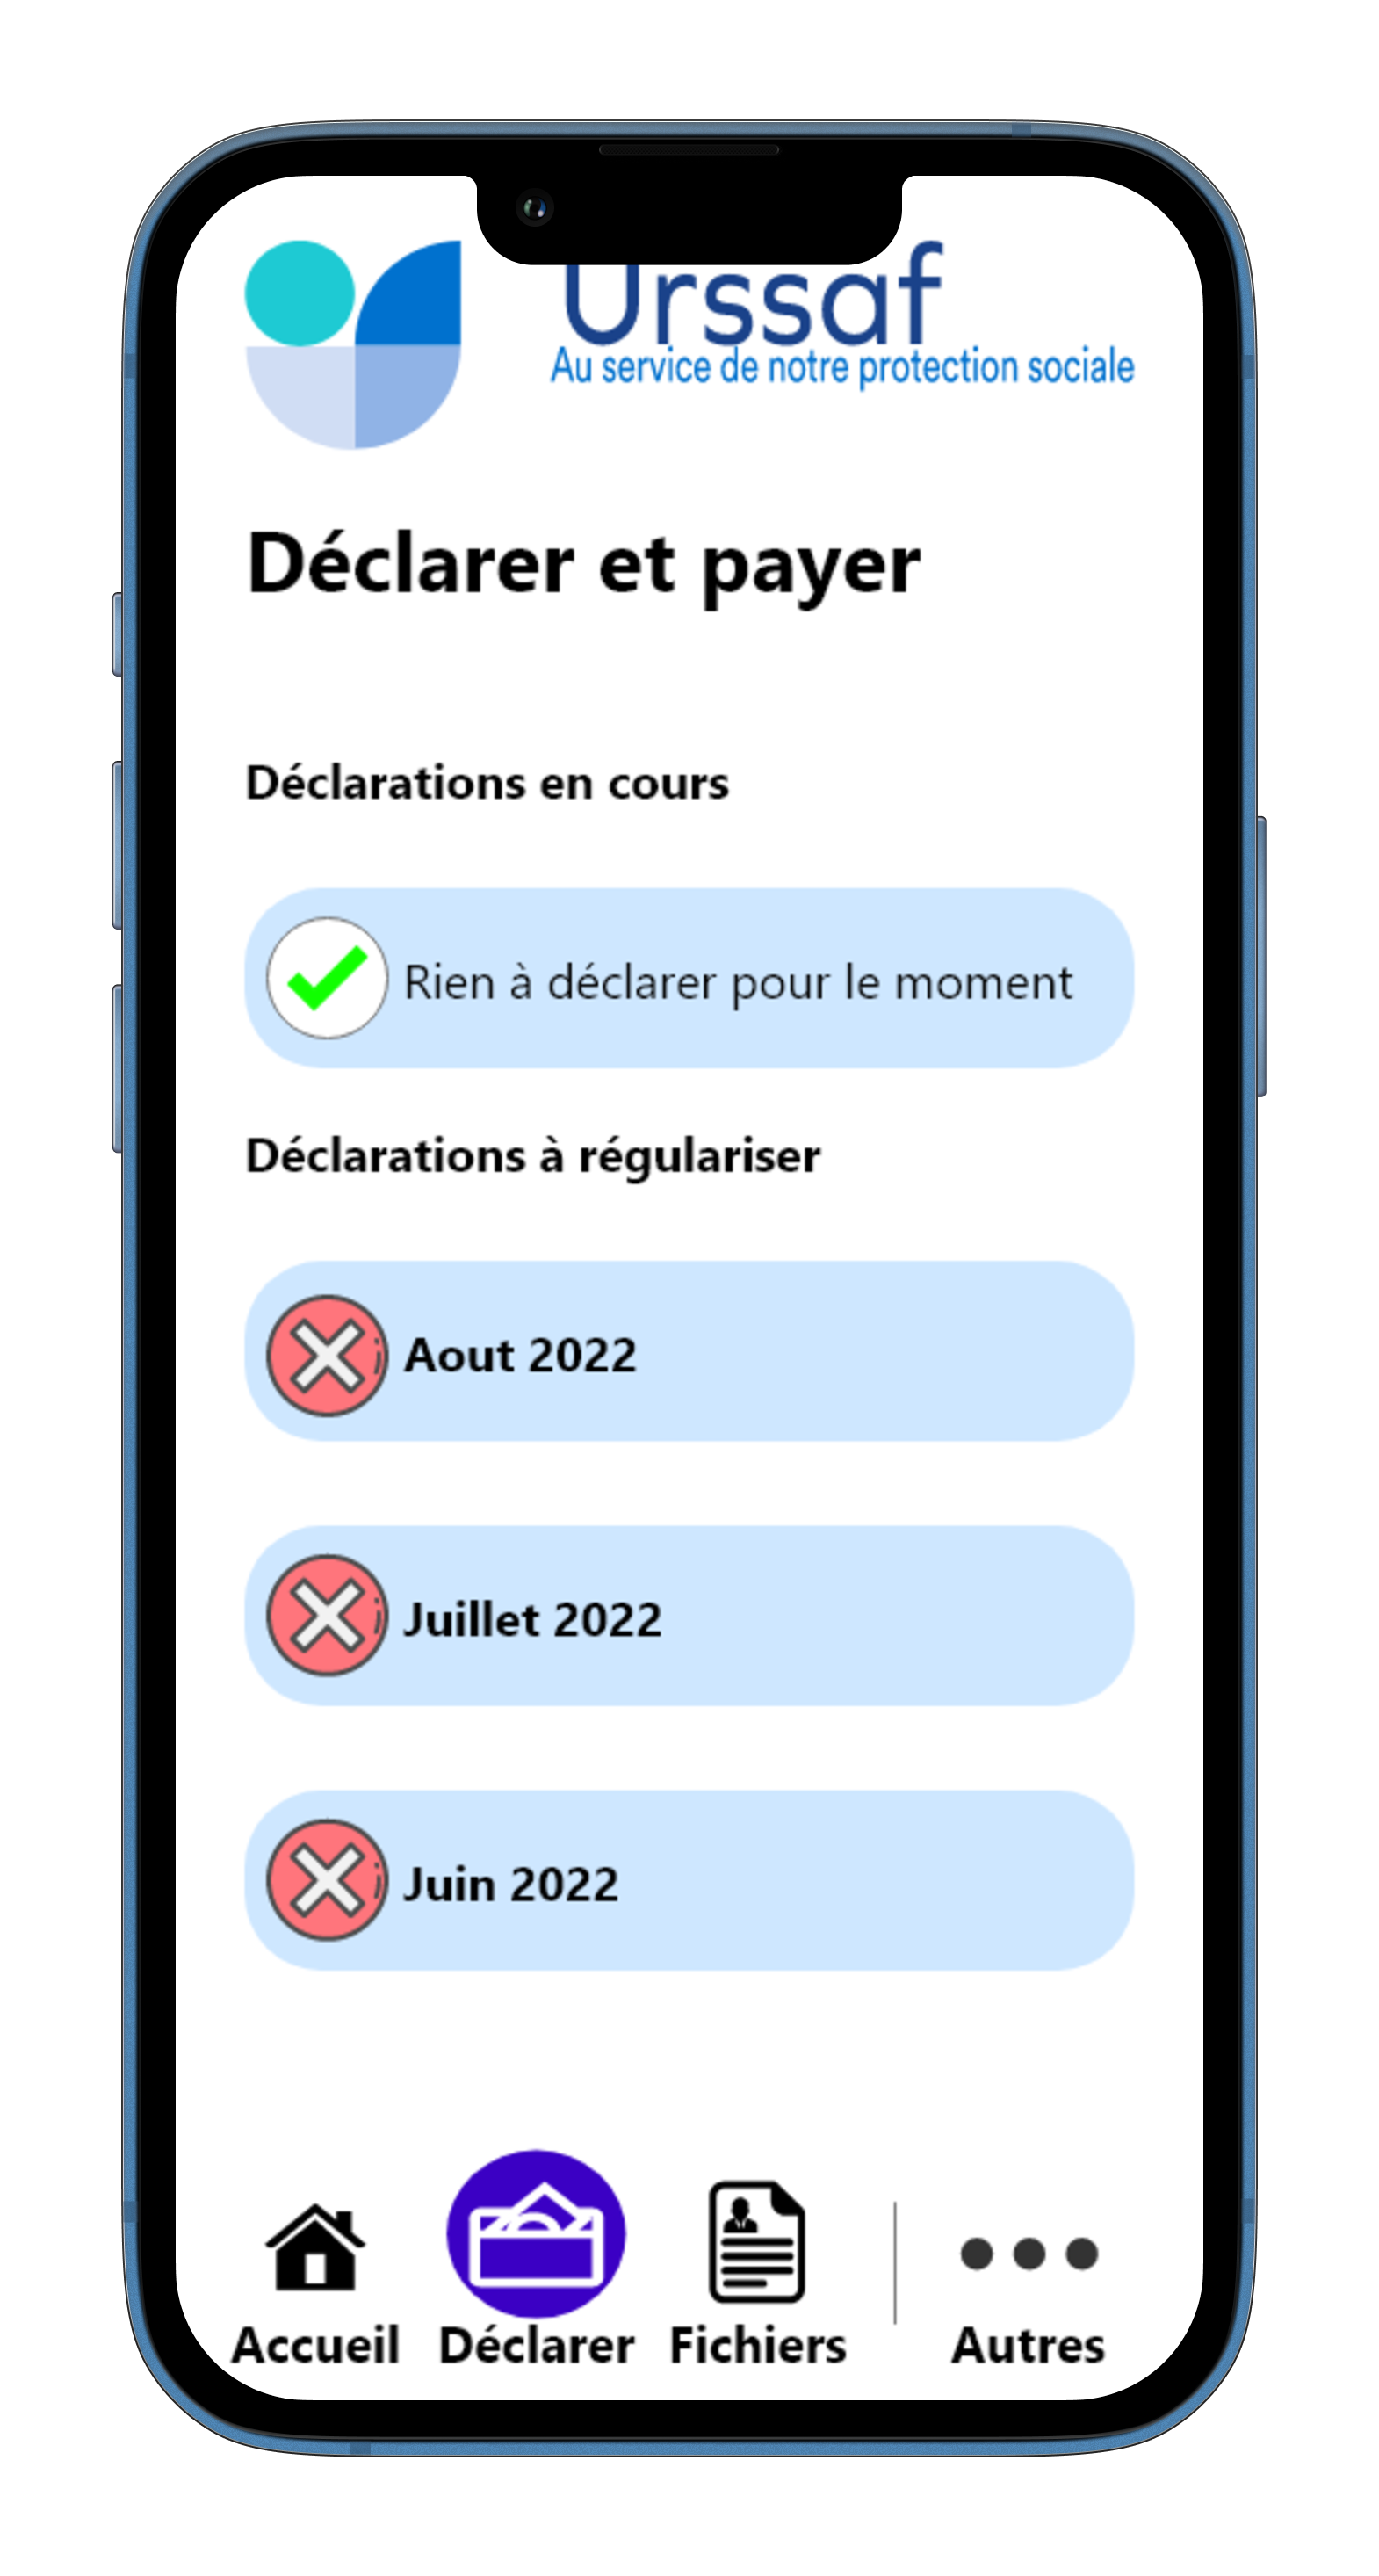 Urssaf
Au service de notre protection sociale
Déclarer et payer
Déclarations en cours
Rien à déclarer pour le moment
Déclarations à régulariser
Aout 2022
Juillet 2022
Juin 2022
Accueil Déclarer Fichiers Autres